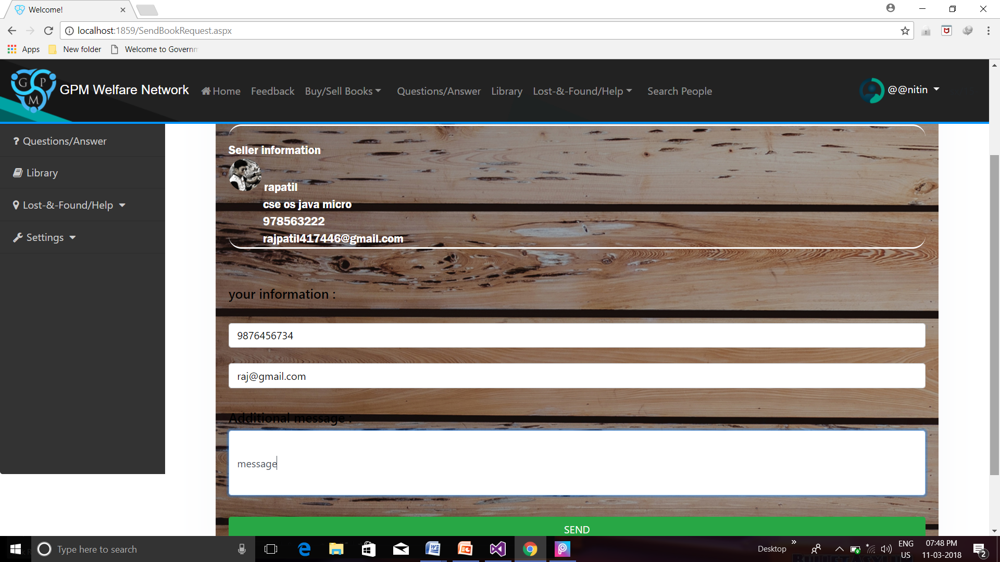 Welcome!
localhost:1859/SendBookRequest.aspx
Apps New folder Welcome to Governm
G P M
GPM Welfare Network Home Feedback Buy/Sell Books Questions/Answer Library Lost-&-Found/Help Search People @@nitin
? Questions/Answer
Library
Lost-&-Found/Help
Settings
Seller information
rapatil
cse os java micro
978563222
rajpatil417446@gmail.com
your information :
9876456734
raj@gmail.com
Additional message :
message
SEND
Type here to search
Desktop
ENG
US
07:48 PM
11-03-2018
2